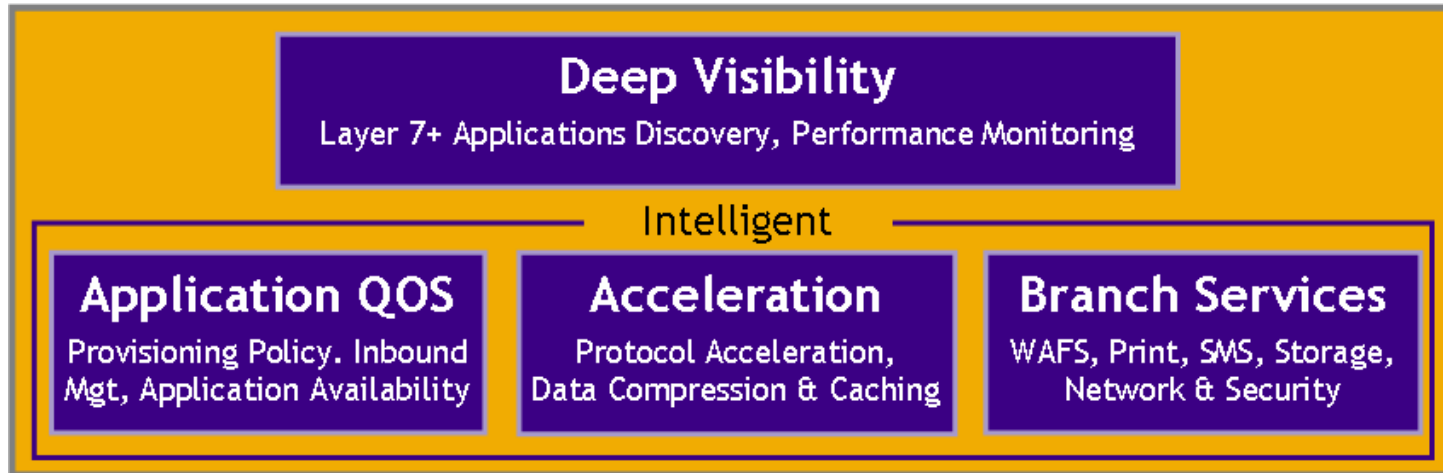 Deep Visibility
Layer 7+ Applications Discovery, Performance Monitoring
Intelligent
Application QOS
Provisioning Policy. Inbound
Mgt, Application Availability
Acceleration
Protocol Acceleration,
Data Compression & Caching
Branch Services
WAFS, Print, SMS, Storage,
Network & Security